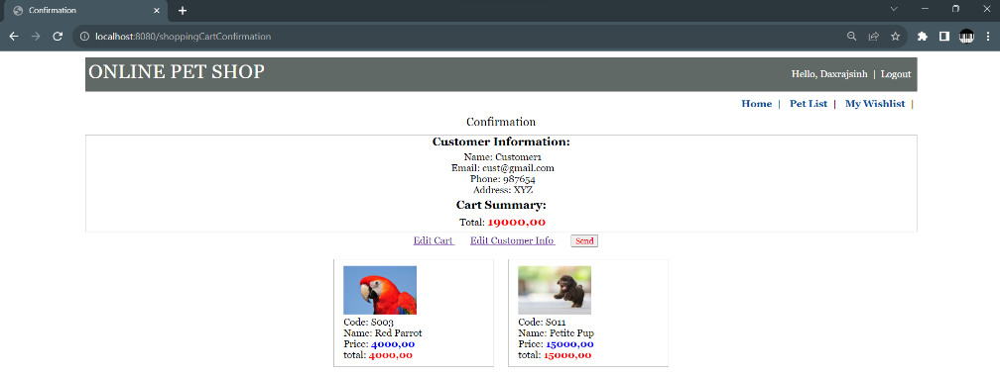 Confirmation
localhost:8080/shoppingCartConfirmation
ONLINE PET SHOP
Hello, Daxrajsinh | Logout
Home | Pet List | My Wishlist |
Confirmation
Customer Information:
Name: Customer1
Email: cust@gmail.com
Phone: 987654
Address: XYZ
Cart Summary:
Total: 19000,00
Edit Cart Edit Customer Info Send
Code: S003
Name: Red Parrot
Price: 4000,00
total: 4000,00
Code: S011
Name: Petite Pup
Price: 15000,00
total: 15000,00